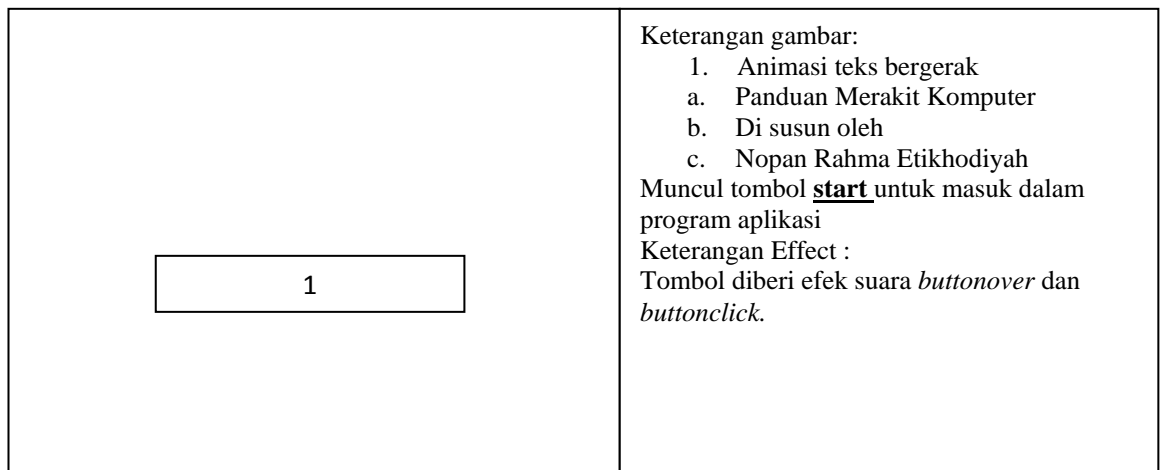 1
Keterangan gambar:
1. Animasi teks bergerak
a. Panduan Merakit Komputer
b. Di susun oleh
c. Nopan Rahma Etikhodiyah
Muncul tombol start untuk masuk dalam
program aplikasi
Keterangan Effect :
Tombol diberi efek suara buttonover dan
buttonclick.